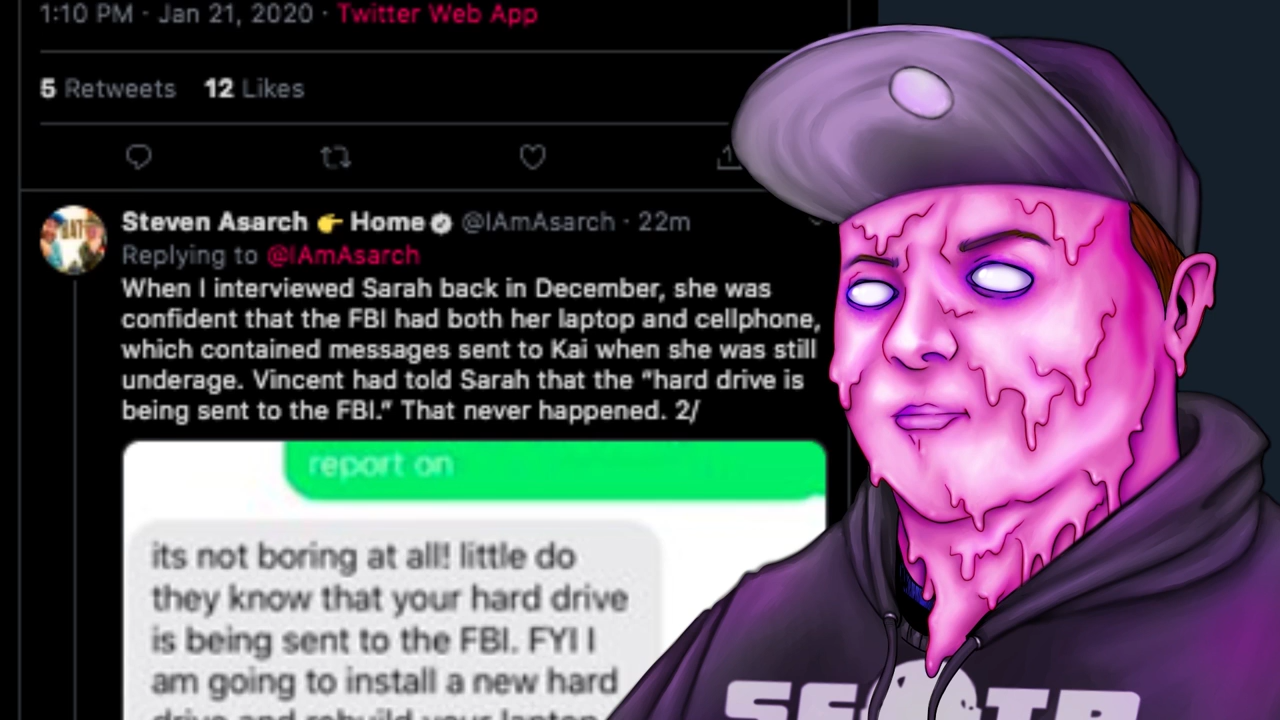 1:10 PM · Jan 21, 2020 · Twitter Web App
5 Retweets 12 Likes
Steven Asarch 👉 Home @IAmAsarch · 22m
Replying to @IAmAsarch
When I interviewed Sarah back in December, she was
confident that the FBI had both her laptop and cellphone,
which contained messages sent to Kai when she was still
underage. Vincent had told Sarah that the "hard drive is
being sent to the FBI." That never happened. 2/
report on
its not boring at all! little do
they know that your hard drive
is being sent to the FBI. FYI I
am going to install a new hard
drive and rebuild your laptop